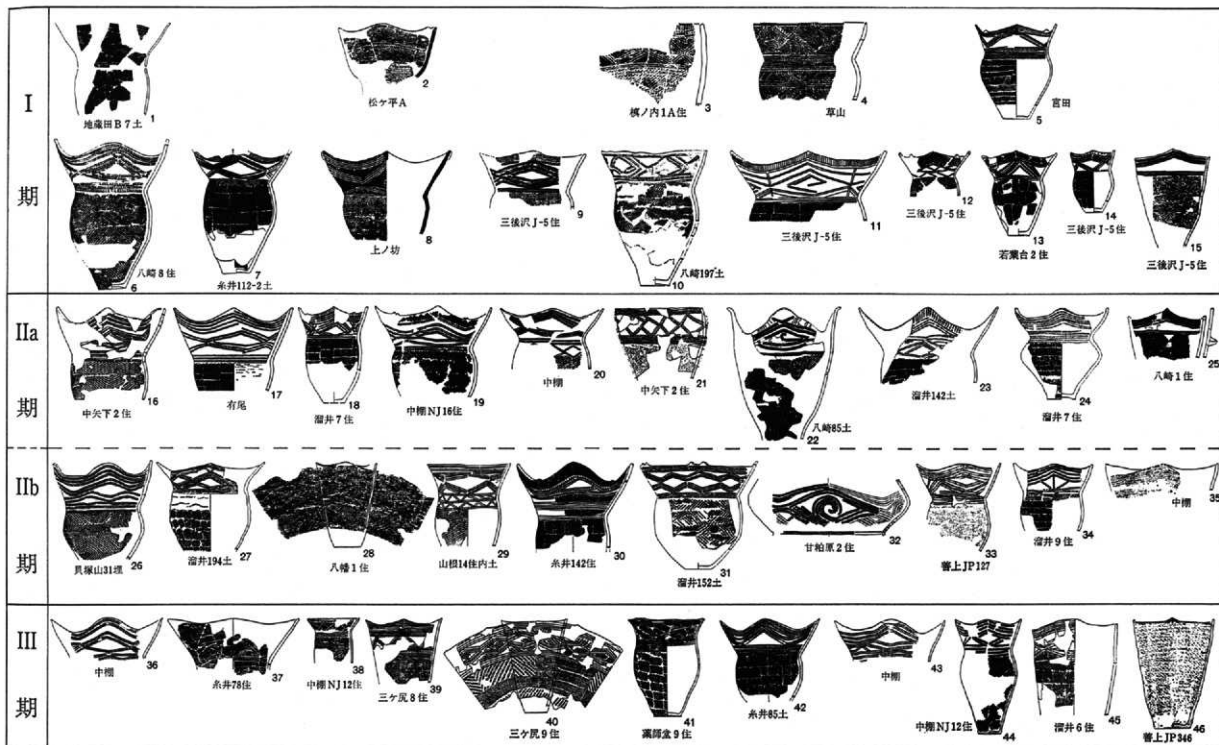 I期
地蔵田B7土 1
松ヶ平A 2
槙ノ内1A住 3
草山 4
宮田 5
八崎8住 6
糸井112-2土 7
上ノ坊 8
三後沢J-5住 9
八崎197土 10
三後沢J-5住 11
三後沢J-5住 12
若葉台2住 13
三後沢J-5住 14
三後沢J-5住 15
IIa期
中矢下2住 16
有尾 17
溜井7住 18
中棚NJ16住 19
中棚 20
中矢下2住 21
八崎85土 22
溜井142土 23
溜井7住 24
八崎1住 25
IIb期
貝塚山31埋 26
溜井194土 27
八幡1住 28
山根14住内土 29
糸井142住 30
溜井152土 31
甘粕原2住 32
善上JP127 33
溜井9住 34
中棚 35
III期
中棚 36
糸井78住 37
中棚NJ12住 38
三ケ尻8住 39
三ケ尻9住 40
薬師堂9住 41
糸井85土 42
中棚 43
中棚NJ12住 44
溜井6住 45
善上JP346 46